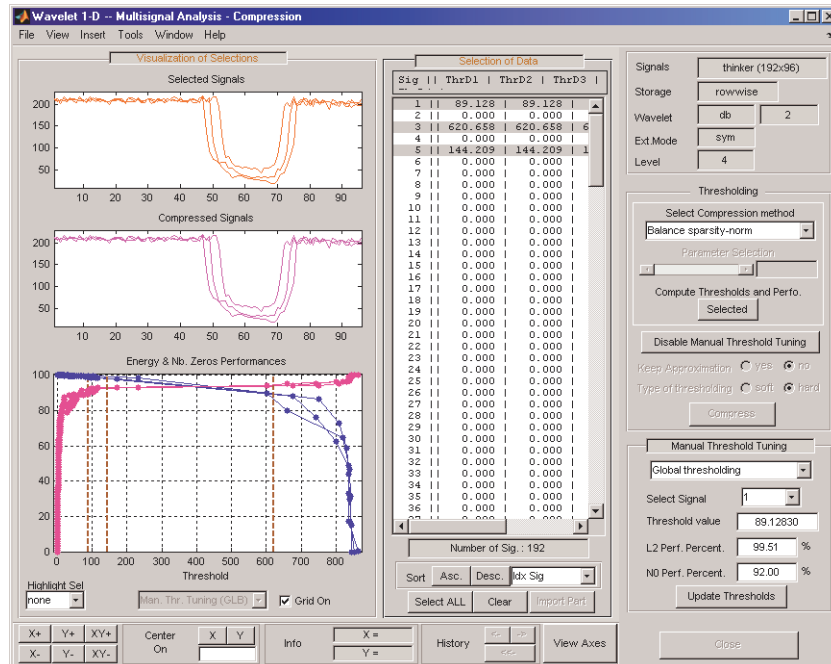 Wavelet 1-D -- Multisignal Analysis - Compression
File View Insert Tools Window Help
Visualization of Selections
Selected Signals
200
150
100
50
10 20 30 40 50 60 70 80 90
Compressed Signals
200
150
100
50
10 20 30 40 50 60 70 80 90
Energy & Nb. Zeros Performances
100
80
60
40
20
0
0 100 200 300 400 500 600 700 800
Threshold
Highlight Sel
none
Man. Thr. Tuning (GLB)
Grid On
Selection of Data
Sig || ThrD1 | ThrD2 | ThrD3 |
1 || 89.128 | 89.128 |
2 || 0.000 | 0.000 |
3 || 620.658 | 620.658 | 6
4 || 0.000 | 0.000 |
5 || 144.209 | 144.209 | 1
6 || 0.000 | 0.000 |
7 || 0.000 | 0.000 |
8 || 0.000 | 0.000 |
9 || 0.000 | 0.000 |
10 || 0.000 | 0.000 |
11 || 0.000 | 0.000 |
12 || 0.000 | 0.000 |
13 || 0.000 | 0.000 |
14 || 0.000 | 0.000 |
15 || 0.000 | 0.000 |
16 || 0.000 | 0.000 |
17 || 0.000 | 0.000 |
18 || 0.000 | 0.000 |
19 || 0.000 | 0.000 |
20 || 0.000 | 0.000 |
21 || 0.000 | 0.000 |
22 || 0.000 | 0.000 |
23 || 0.000 | 0.000 |
24 || 0.000 | 0.000 |
25 || 0.000 | 0.000 |
26 || 0.000 | 0.000 |
27 || 0.000 | 0.000 |
28 || 0.000 | 0.000 |
29 || 0.000 | 0.000 |
30 || 0.000 | 0.000 |
31 || 0.000 | 0.000 |
32 || 0.000 | 0.000 |
33 || 0.000 | 0.000 |
34 || 0.000 | 0.000 |
35 || 0.000 | 0.000 |
36 || 0.000 | 0.000 |
Number of Sig. : 192
Sort Asc. Desc. Idx Sig
Select ALL Clear Import Part
Signals thinker (192x96)
Storage rowwise
Wavelet db 2
Ext.Mode sym
Level 4
Thresholding
Select Compression method
Balance sparsity-norm
Parameter Selection
Compute Thresholds and Perfo.
Selected
Disable Manual Threshold Tuning
Keep Approximation yes no
Type of thresholding soft hard
Compress
Manual Threshold Tuning
Global thresholding
Select Signal 1
Threshold value 89.12830
L2 Perf. Percent. 99.51 %
N0 Perf. Percent. 92.00 %
Update Thresholds
X+ Y+ XY+
X- Y- XY-
Center On X Y
Info X =
Y =
History <- ->
<<-
View Axes
Close